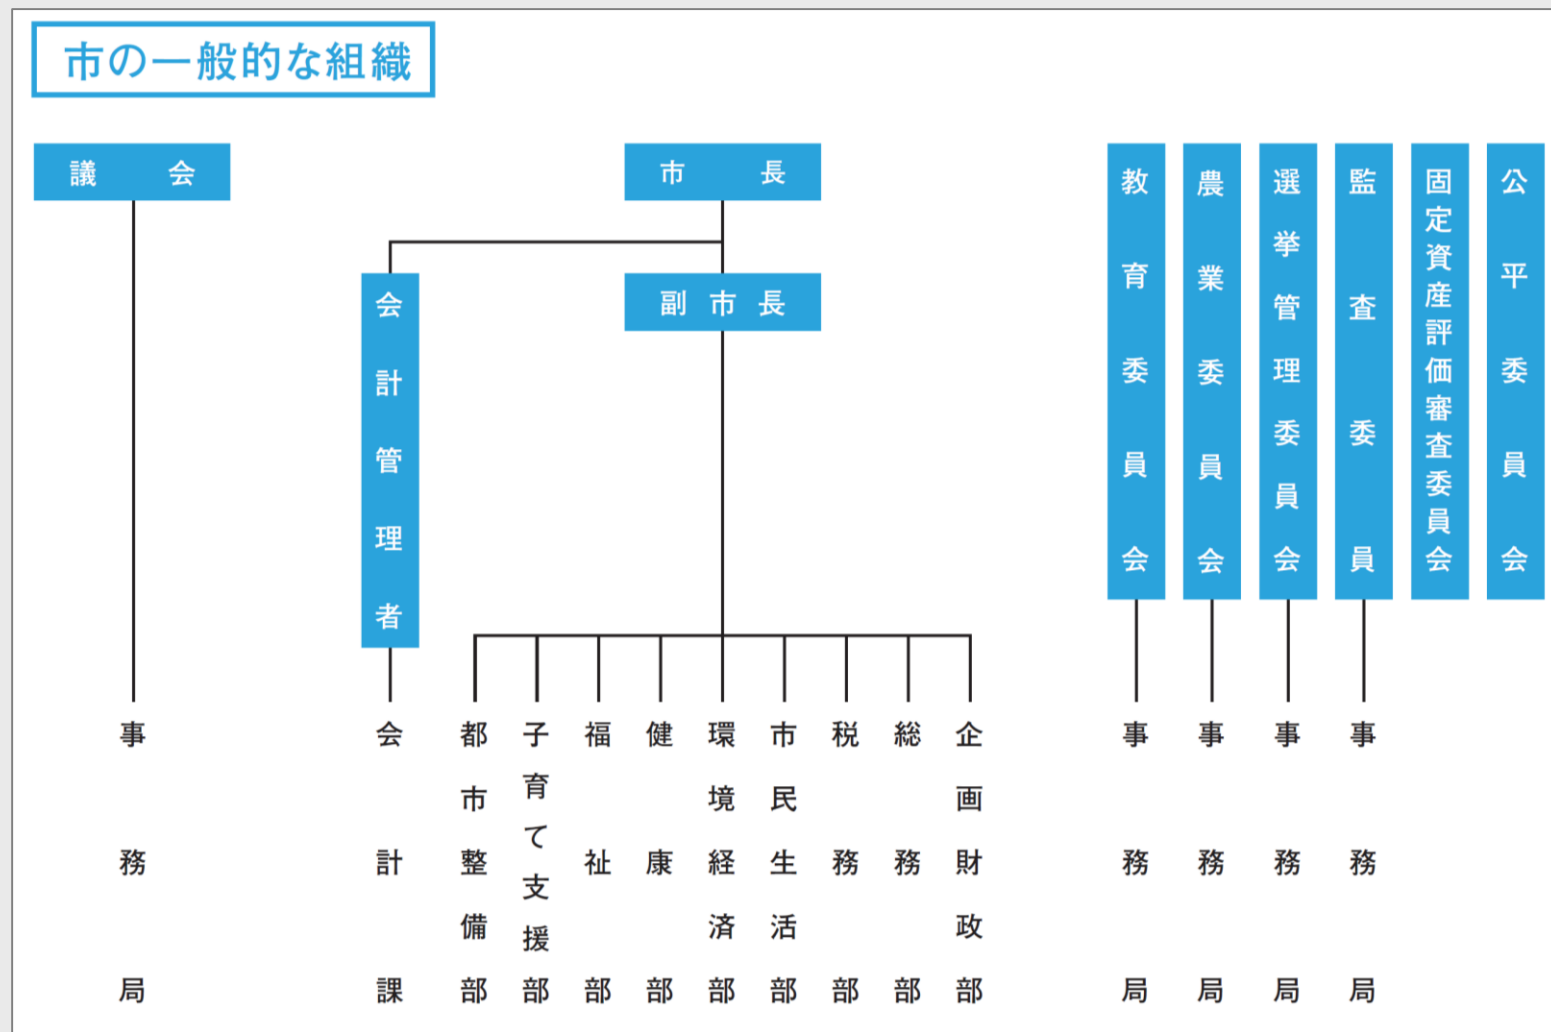 市の一般的な組織
議会
市長
副市長
会計管理者
教育委員会
農業委員会
選挙管理委員会
監査委員
固定資産評価審査委員会
公平委員会
事務局
会計課
都市整備部
子育て支援部
福祉部
健康部
環境経済部
市民生活部
税務部
総務部
企画財政部
事務局
事務局
事務局
事務局